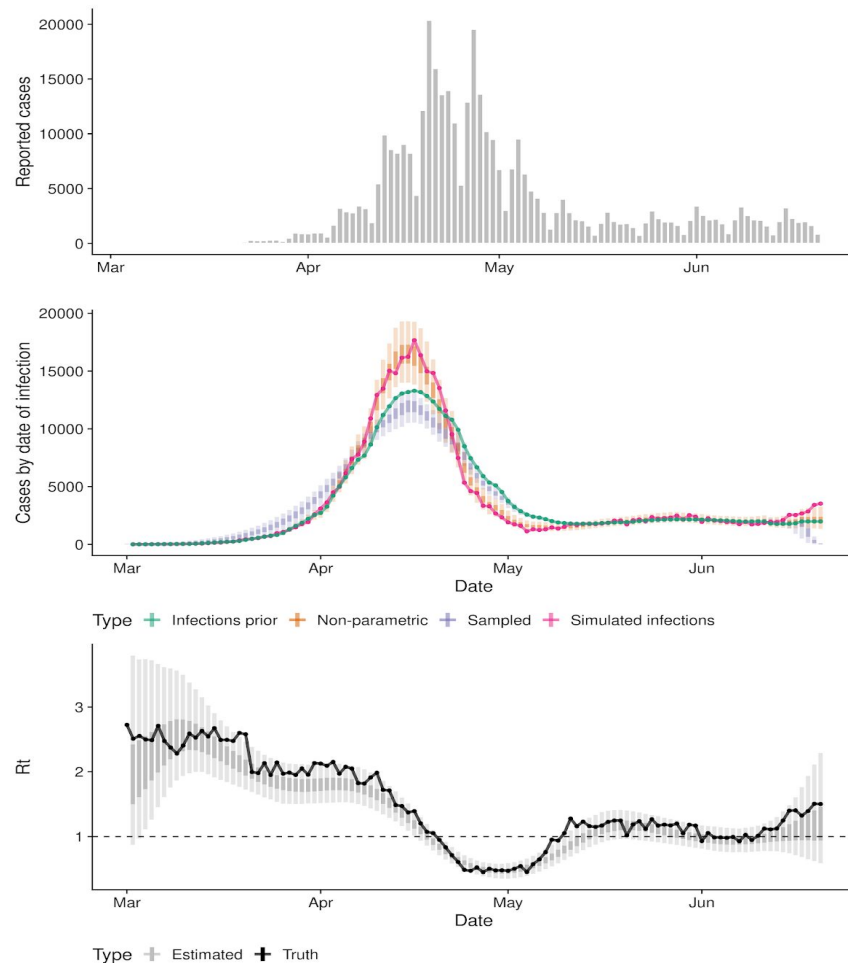 20000
15000
10000
5000
0
Reported cases
Mar Apr May Jun
20000
15000
10000
5000
0
Cases by date of infection
Mar Apr May Jun
Date
Type Infections prior Non-parametric Sampled Simulated infections
3
2
1
Rt
Mar Apr May Jun
Date
Type Estimated Truth